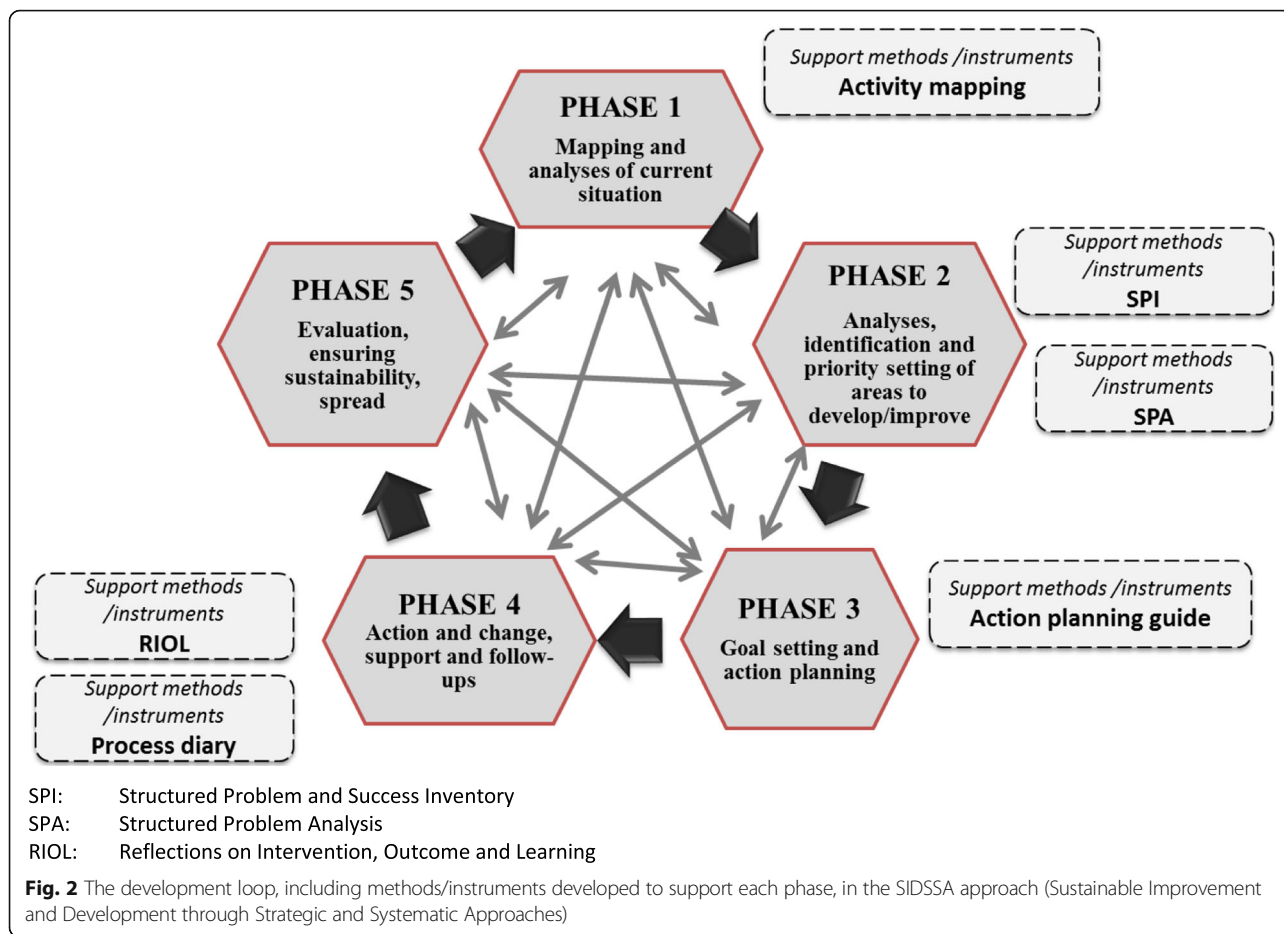 Support methods /instruments
Activity mapping
PHASE 1
Mapping and
analyses of current
situation
PHASE 2
Analyses,
identification and
priority setting of
areas to
develop/improve
Support methods
/instruments
SPI
Support methods
/instruments
SPA
PHASE 3
Goal setting and
action planning
Support methods /instruments
Action planning guide
PHASE 4
Action and change,
support and follow-
ups
Support methods
/instruments
RIOL
Support methods
/instruments
Process diary
PHASE 5
Evaluation,
ensuring
sustainability,
spread
SPI: Structured Problem and Success Inventory
SPA: Structured Problem Analysis
RIOL: Reflections on Intervention, Outcome and Learning
Fig. 2 The development loop, including methods/instruments developed to support each phase, in the SIDSSA approach (Sustainable Improvement
and Development through Strategic and Systematic Approaches)